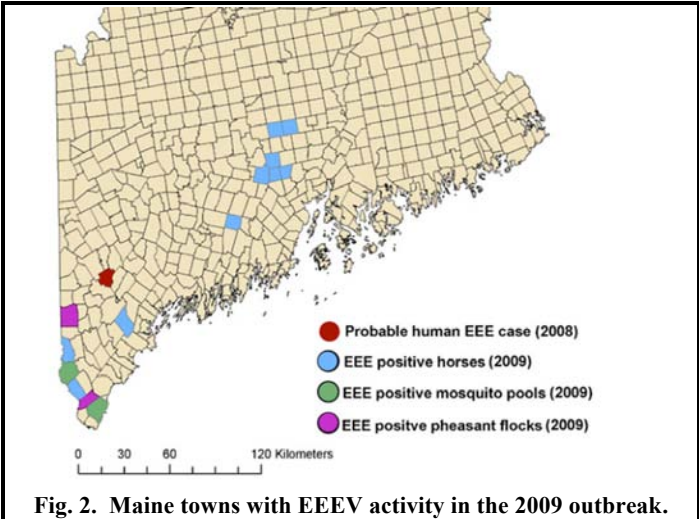 Probable human EEE case (2008)
EEE positive horses (2009)
EEE positive mosquito pools (2009)
EEE positve pheasant flocks (2009)
0 30 60 120 Kilometers
Fig. 2. Maine towns with EEEV activity in the 2009 outbreak.